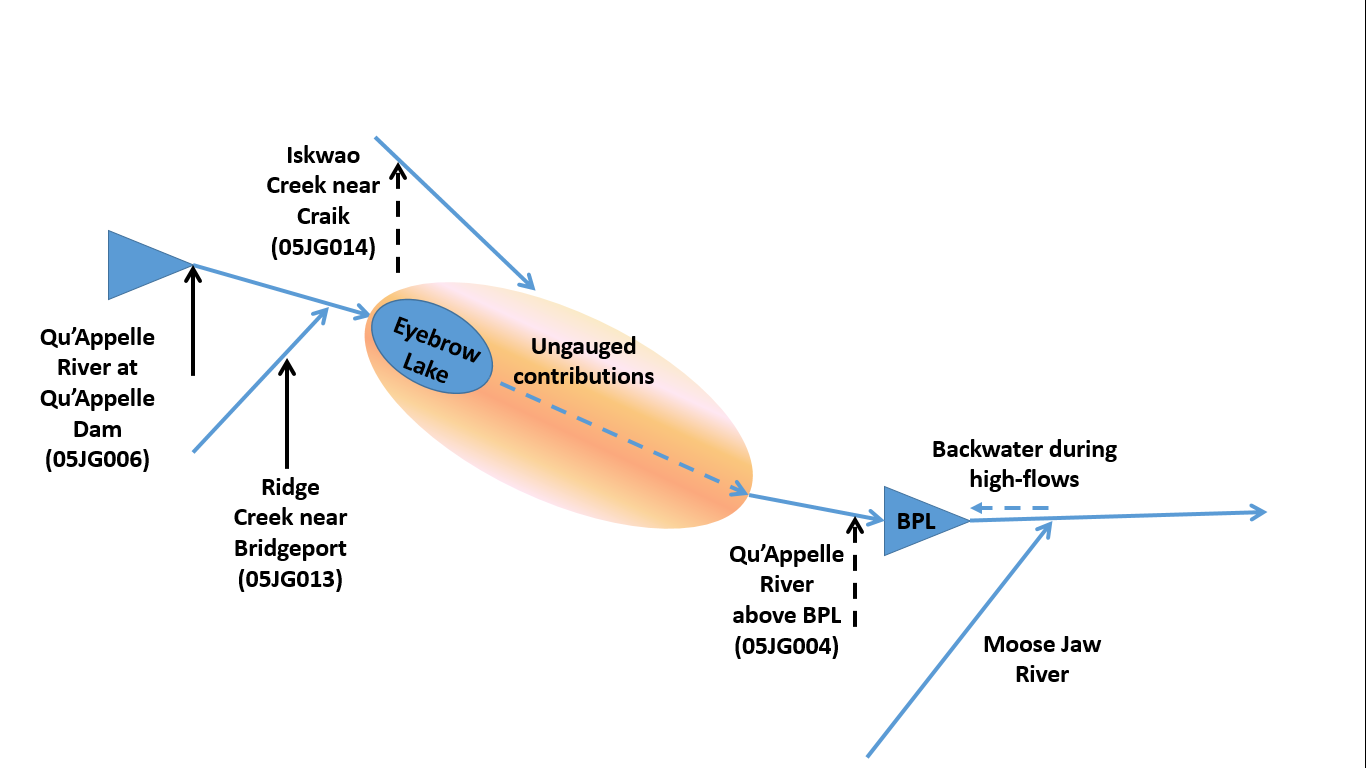 Iskwao
Creek near
Craik
(05JG014)
Qu’Appelle
River at
Qu’Appelle
Dam
(05JG006)
Eyebrow
Lake
Ungauged
contributions
Ridge
Creek near
Bridgeport
(05JG013)
Backwater during
high-flows
BPL
Qu’Appelle
River
above BPL
(05JG004)
Moose Jaw
River